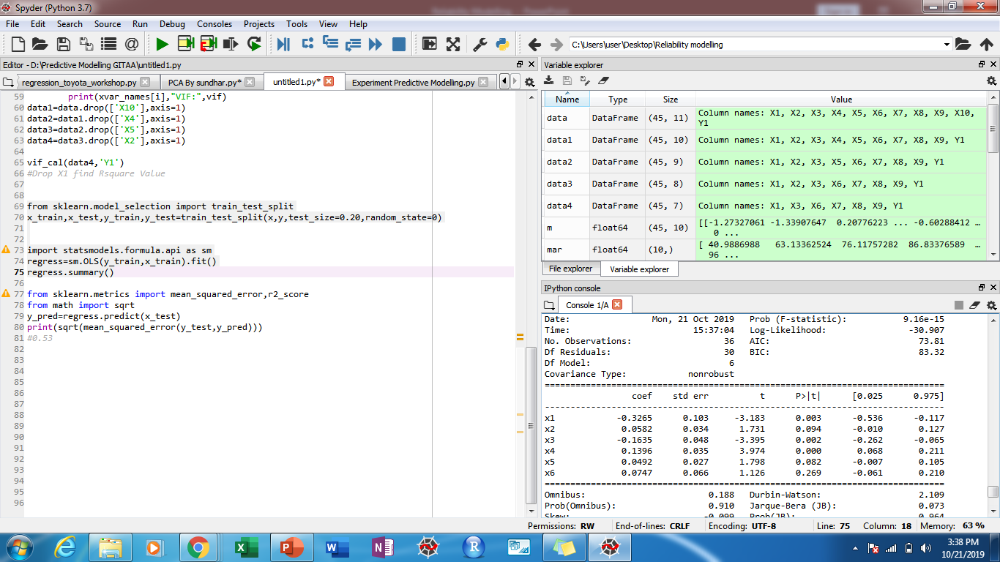 Spyder (Python 3.7)
File Edit Search Source Run Debug Consoles Projects Tools View Help
C:\Users\user\Desktop\Reliability modelling
Editor - D:\Predictive Modelling GITAA\untitled1.py
regression_toyota_workshop.py PCA By sundhar.py* untitled1.py* Experiment Predictive Modelling.py
59 print(xvar_names[i],"VIF:",vif)
60 data1=data.drop(['X10'],axis=1)
61 data2=data1.drop(['X4'],axis=1)
62 data3=data2.drop(['X5'],axis=1)
63 data4=data3.drop(['X2'],axis=1)
64
65 vif_cal(data4,'Y1')
66 #Drop X1 find Rsquare Value
67
68
69 from sklearn.model_selection import train_test_split
70 x_train,x_test,y_train,y_test=train_test_split(x,y,test_size=0.20,random_state=0)
71
72
73 import statsmodels.formula.api as sm
74 regress=sm.OLS(y_train,x_train).fit()
75 regress.summary()
76
77 from sklearn.metrics import mean_squared_error,r2_score
78 from math import sqrt
79 y_pred=regress.predict(x_test)
80 print(sqrt(mean_squared_error(y_test,y_pred)))
81 #0.53
82
83
84
85
86
87
88
89
90
91
92
93
94
95
96
Variable explorer
Name Type Size Value
data DataFrame (45, 11) Column names: X1, X2, X3, X4, X5, X6, X7, X8, X9, X10,
Y1
data1 DataFrame (45, 10) Column names: X1, X2, X3, X4, X5, X6, X7, X8, X9, Y1
data2 DataFrame (45, 9) Column names: X1, X2, X3, X5, X6, X7, X8, X9, Y1
data3 DataFrame (45, 8) Column names: X1, X2, X3, X6, X7, X8, X9, Y1
data4 DataFrame (45, 7) Column names: X1, X3, X6, X7, X8, X9, Y1
m float64 (45, 10) [[-1.27327061 -1.33907647 0.20776223 ... -0.60288412 …
0 ...
mar float64 (10,) [ 40.9886988 63.13362524 76.11757282 86.83376589 …
96 ...
File explorer Variable explorer
IPython console
Console 1/A
Date: Mon, 21 Oct 2019 Prob (F-statistic): 9.16e-15
Time: 15:37:04 Log-Likelihood: -30.907
No. Observations: 36 AIC: 73.81
Df Residuals: 30 BIC: 83.32
Df Model: 6
Covariance Type: nonrobust
coef std err t P>|t| [0.025 0.975]
x1 -0.3265 0.103 -3.183 0.003 -0.536 -0.117
x2 0.0582 0.034 1.731 0.094 -0.010 0.127
x3 -0.1635 0.048 -3.395 0.002 -0.262 -0.065
x4 0.1396 0.035 3.974 0.000 0.068 0.211
x5 0.0492 0.027 1.798 0.082 -0.007 0.105
x6 0.0747 0.066 1.126 0.269 -0.061 0.210
Omnibus: 0.188 Durbin-Watson: 2.109
Prob(Omnibus): 0.910 Jarque-Bera (JB): 0.073
Skew: -0.099 Prob(JB): 0.964
Permissions: RW End-of-lines: CRLF Encoding: UTF-8 Line: 75 Column: 18 Memory: 63 %
3:38 PM
10/21/2019